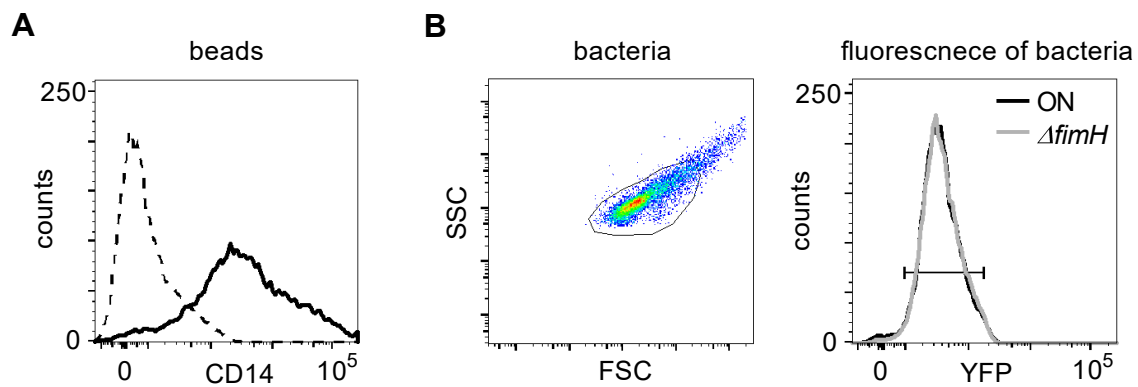 A
beads
250
counts
0
0
CD14
10^5
B
bacteria
SSC
FSC
fluorescnece of bacteria
250
ON
ΔfimH
counts
0
0
YFP
10^5